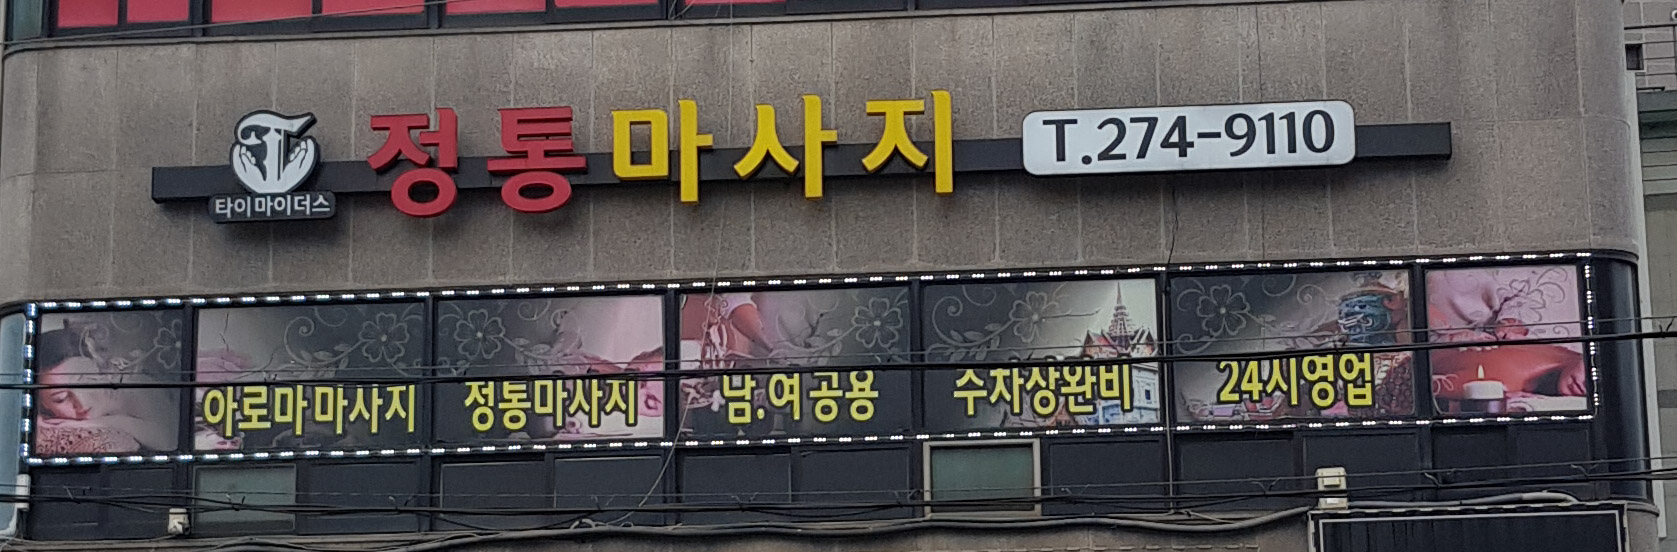 타이마이더스
정통마사지
T.274-9110
아로마마사지
정통마사지
남.여공용
수차상완비
24시영업